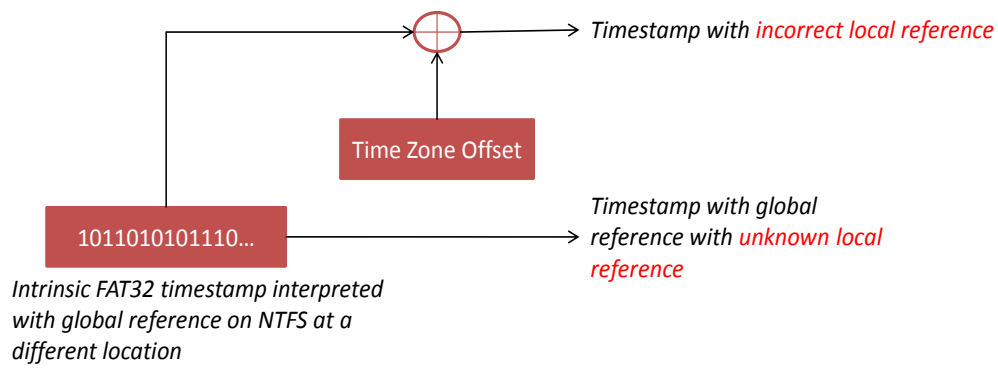 Timestamp with incorrect local reference
Time Zone Offset
1011010101110...
Timestamp with global
reference with unknown local
reference
Intrinsic FAT32 timestamp interpreted
with global reference on NTFS at a
different location